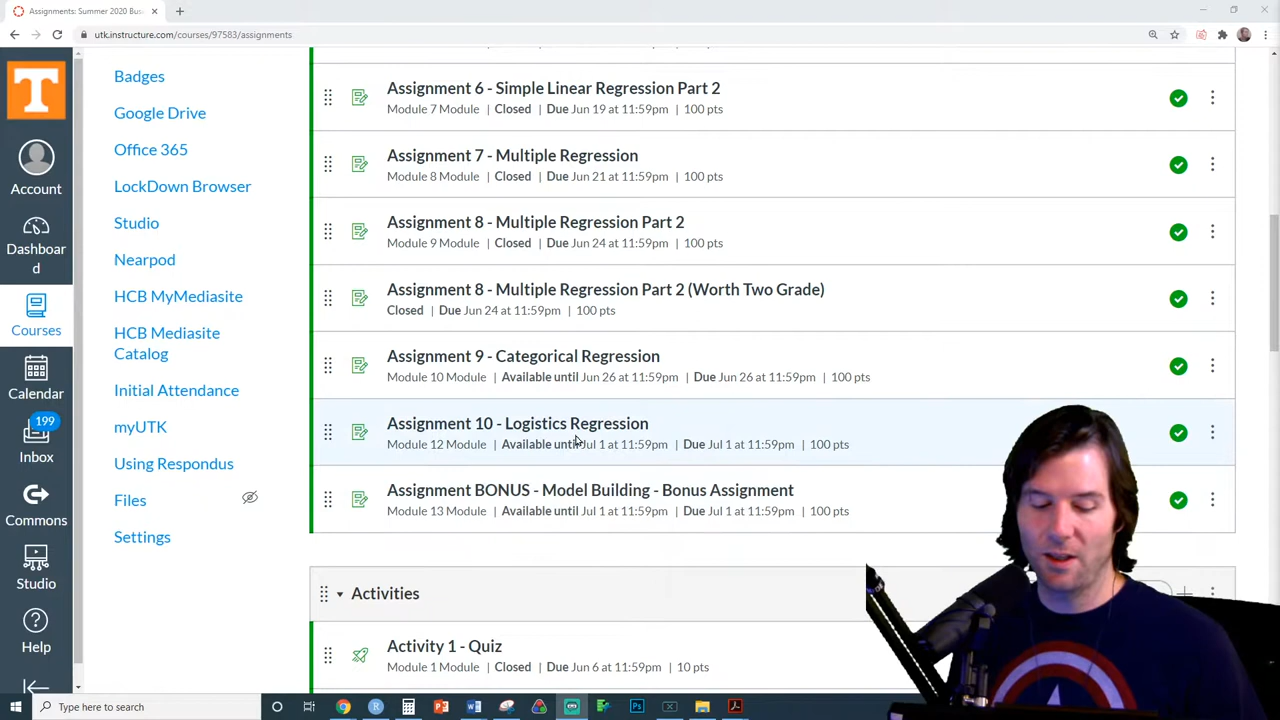 Assignments: Summer 2020 Bus
utk.instructure.com/courses/97583/assignments
T
Account
Dashboar
d
Courses
Calendar
199
Inbox
Commons
Studio
Help
Badges
Google Drive
Office 365
LockDown Browser
Studio
Nearpod
HCB MyMediasite
HCB Mediasite
Catalog
Initial Attendance
myUTK
Using Respondus
Files
Settings
Assignment 6 - Simple Linear Regression Part 2
Module 7 Module | Closed | Due Jun 19 at 11:59pm | 100 pts
Assignment 7 - Multiple Regression
Module 8 Module | Closed | Due Jun 21 at 11:59pm | 100 pts
Assignment 8 - Multiple Regression Part 2
Module 9 Module | Closed | Due Jun 24 at 11:59pm | 100 pts
Assignment 8 - Multiple Regression Part 2 (Worth Two Grade)
Closed | Due Jun 24 at 11:59pm | 100 pts
Assignment 9 - Categorical Regression
Module 10 Module | Available until Jun 26 at 11:59pm | Due Jun 26 at 11:59pm | 100 pts
Assignment 10 - Logistics Regression
Module 12 Module | Available until Jul 1 at 11:59pm | Due Jul 1 at 11:59pm | 100 pts
Assignment BONUS - Model Building - Bonus Assignment
Module 13 Module | Available until Jul 1 at 11:59pm | Due Jul 1 at 11:59pm | 100 pts
Activities
Activity 1 - Quiz
Module 1 Module | Closed | Due Jun 6 at 11:59pm | 10 pts
Type here to search